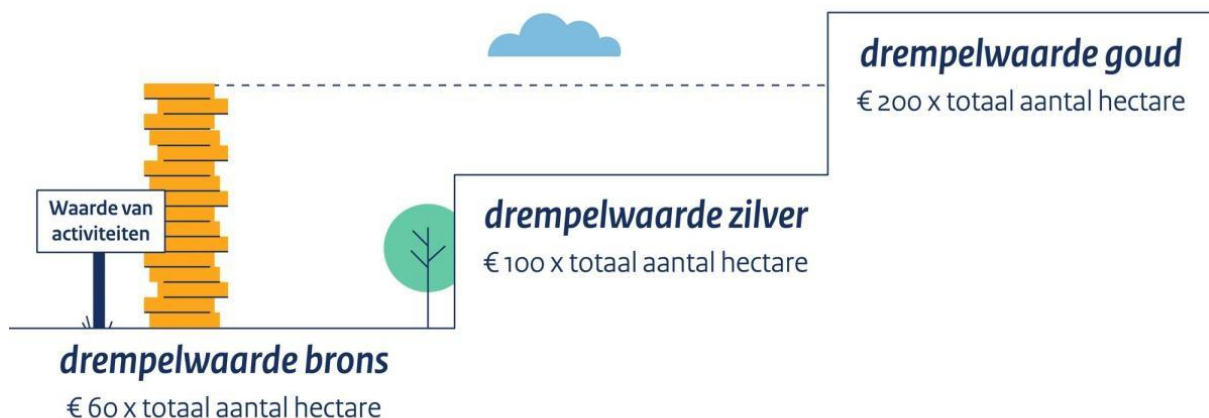 drempelwaarde goud
€ 200 x totaal aantal hectare
Waarde van
activiteiten
drempelwaarde zilver
€ 100 x totaal aantal hectare
drempelwaarde brons
€ 60 x totaal aantal hectare